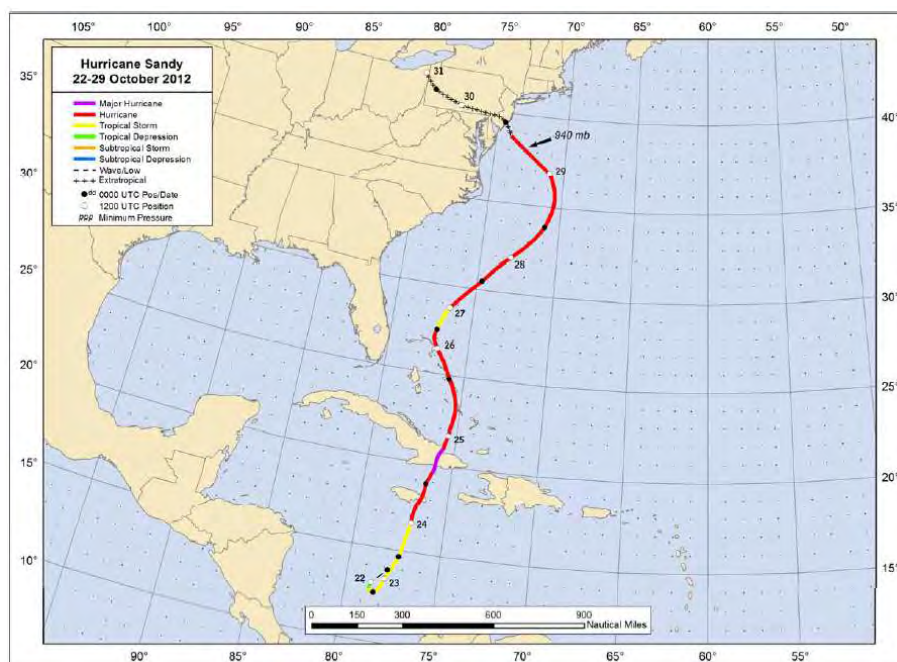 105° 100° 95° 90° 85° 80° 75° 70° 65° 60° 55° 50°
Hurricane Sandy
22-29 October 2012
Major Hurricane
Hurricane
Tropical Storm
Tropical Depression
Subtropical Storm
Subtropical Depression
Wave/Low
Extratropical
dd 0000 UTC Pos/Date
1200 UTC Position
PPP Minimum Pressure
35°
30°
25°
20°
15°
10°
31
30
940 mb
29
28
27
26
25
24
23
22
40°
35°
30°
25°
20°
15°
0 150 300 600 900
Nautical Miles
90° 85° 80° 75° 70° 65° 60° 55°